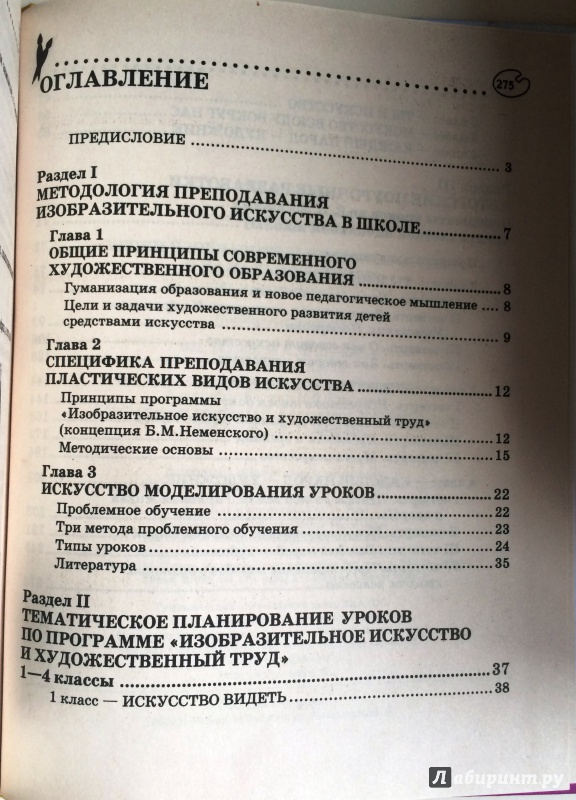 ОГЛАВЛЕНИЕ
275
ПРЕДИСЛОВИЕ 3
Раздел I
МЕТОДОЛОГИЯ ПРЕПОДАВАНИЯ
ИЗОБРАЗИТЕЛЬНОГО ИСКУССТВА В ШКОЛЕ 7
Глава 1
ОБЩИЕ ПРИНЦИПЫ СОВРЕМЕННОГО
ХУДОЖЕСТВЕННОГО ОБРАЗОВАНИЯ 8
Гуманизация образования и новое педагогическое мышление 8
Цели и задачи художественного развития детей
средствами искусства 9
Глава 2
СПЕЦИФИКА ПРЕПОДАВАНИЯ
ПЛАСТИЧЕСКИХ ВИДОВ ИСКУССТВА 12
Принципы программы
«Изобразительное искусство и художественный труд»
(концепция Б.М.Неменского) 12
Методические основы 15
Глава 3
ИСКУССТВО МОДЕЛИРОВАНИЯ УРОКОВ 22
Проблемное обучение 22
Три метода проблемного обучения 23
Типы уроков 24
Литература 35
Раздел II
ТЕМАТИЧЕСКОЕ ПЛАНИРОВАНИЕ УРОКОВ
ПО ПРОГРАММЕ «ИЗОБРАЗИТЕЛЬНОЕ ИСКУССТВО
И ХУДОЖЕСТВЕННЫЙ ТРУД»
1—4 классы 37
1 класс — ИСКУССТВО ВИДЕТЬ 38
Л Лабиринт.ру